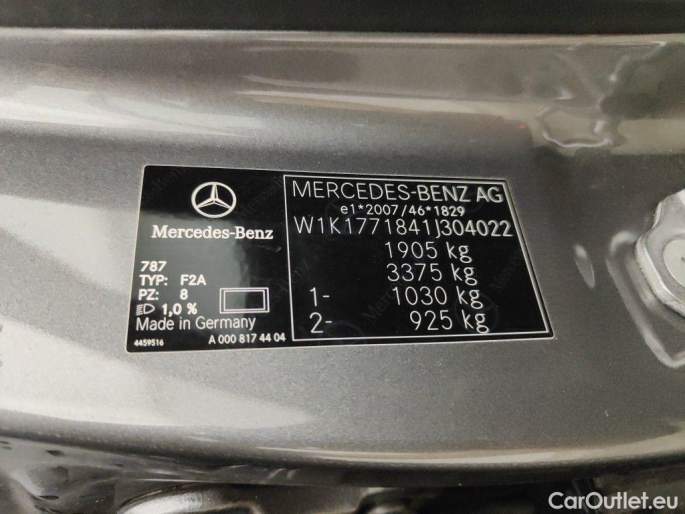 Mercedes-Benz
787
TYP: F2A
PZ: 8
1,0 %
Made in Germany
4459516 A 000 817 44 04
MERCEDES-BENZ AG
e1*2007/46*1829
W1K1771841J304022
1905 kg
3375 kg
1- 1030 kg
2- 925 kg
CarOutlet.eu